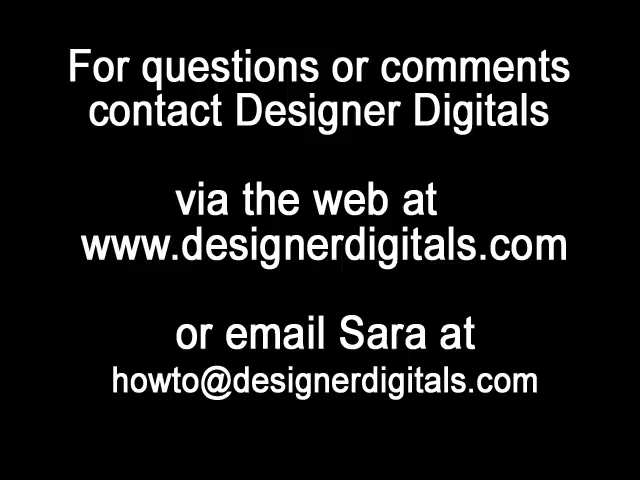 For questions or comments
contact Designer Digitals
via the web at
www.designerdigitals.com
or email Sara at
howto@designerdigitals.com